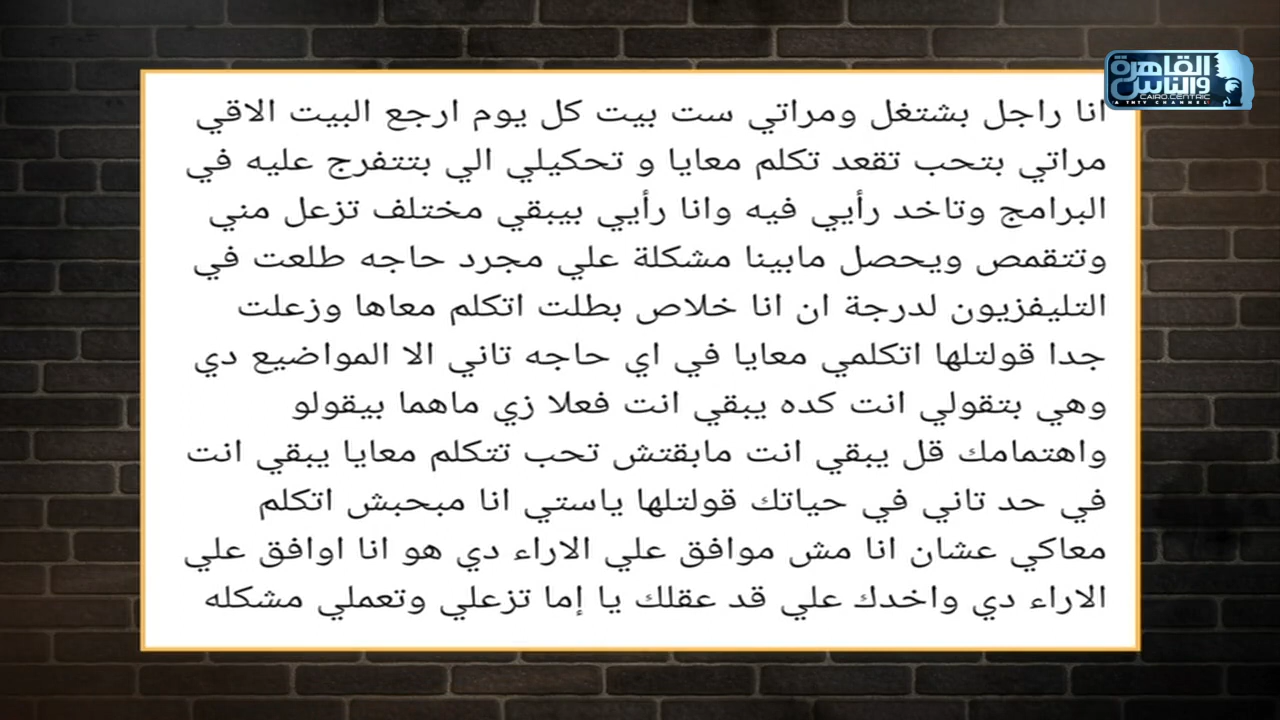 القاهرة
والناس
CAIRO.CENTRIC
A TNTV CHANNEL
انا راجل بشتغل ومراتي ست بيت كل يوم ارجع البيت الاقي
مراتي بتحب تقعد تكلم معايا و تحكيلي الي بتتفرج عليه في
البرامج وتاخد رأيي فيه وانا رأيي بيبقي مختلف تزعل مني
وتتقمص ويحصل مابينا مشكلة علي مجرد حاجه طلعت في
التليفزيون لدرجة ان انا خلاص بطلت اتكلم معاها وزعلت
جدا قولتلها اتكلمي معايا في اي حاجه تاني الا المواضيع دي
وهي بتقولي انت كده يبقي انت فعلا زي ماهما بيقولو
واهتمامك قل يبقي انت مابقتش تحب تتكلم معايا يبقي انت
في حد تاني في حياتك قولتلها ياستي انا مبحبش اتكلم
معاكي عشان انا مش موافق علي الاراء دي هو انا اوافق علي
الاراء دي واخدك علي قد عقلك يا إما تزعلي وتعملي مشكله